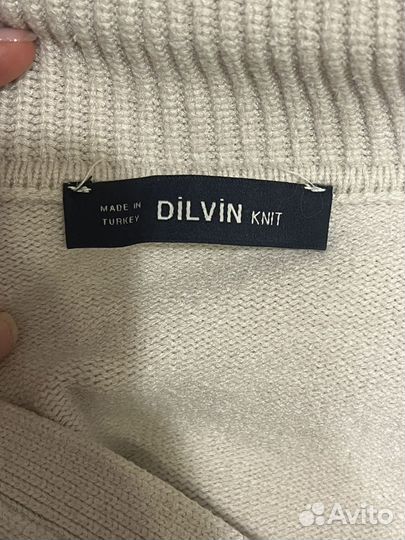 MADE IN
TURKEY
DİLVİN KNIT
Avito